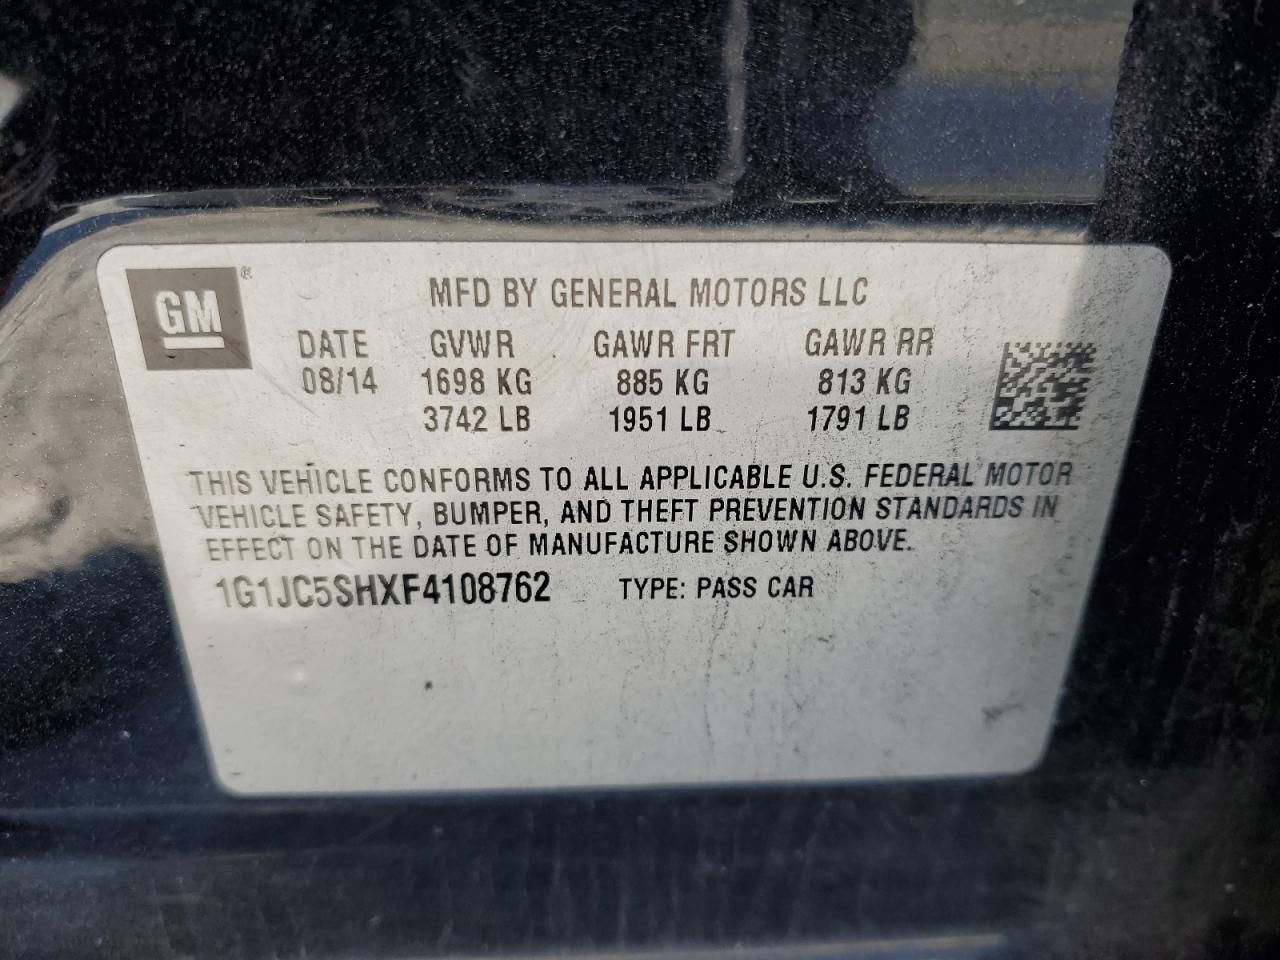 GM®
MFD BY GENERAL MOTORS LLC
DATE GVWR GAWR FRT GAWR RR
08/14 1698 KG 885 KG 813 KG
3742 LB 1951 LB 1791 LB
THIS VEHICLE CONFORMS TO ALL APPLICABLE U.S. FEDERAL MOTOR
VEHICLE SAFETY, BUMPER, AND THEFT PREVENTION STANDARDS IN
EFFECT ON THE DATE OF MANUFACTURE SHOWN ABOVE.
1G1JC5SHXF4108762 TYPE: PASS CAR